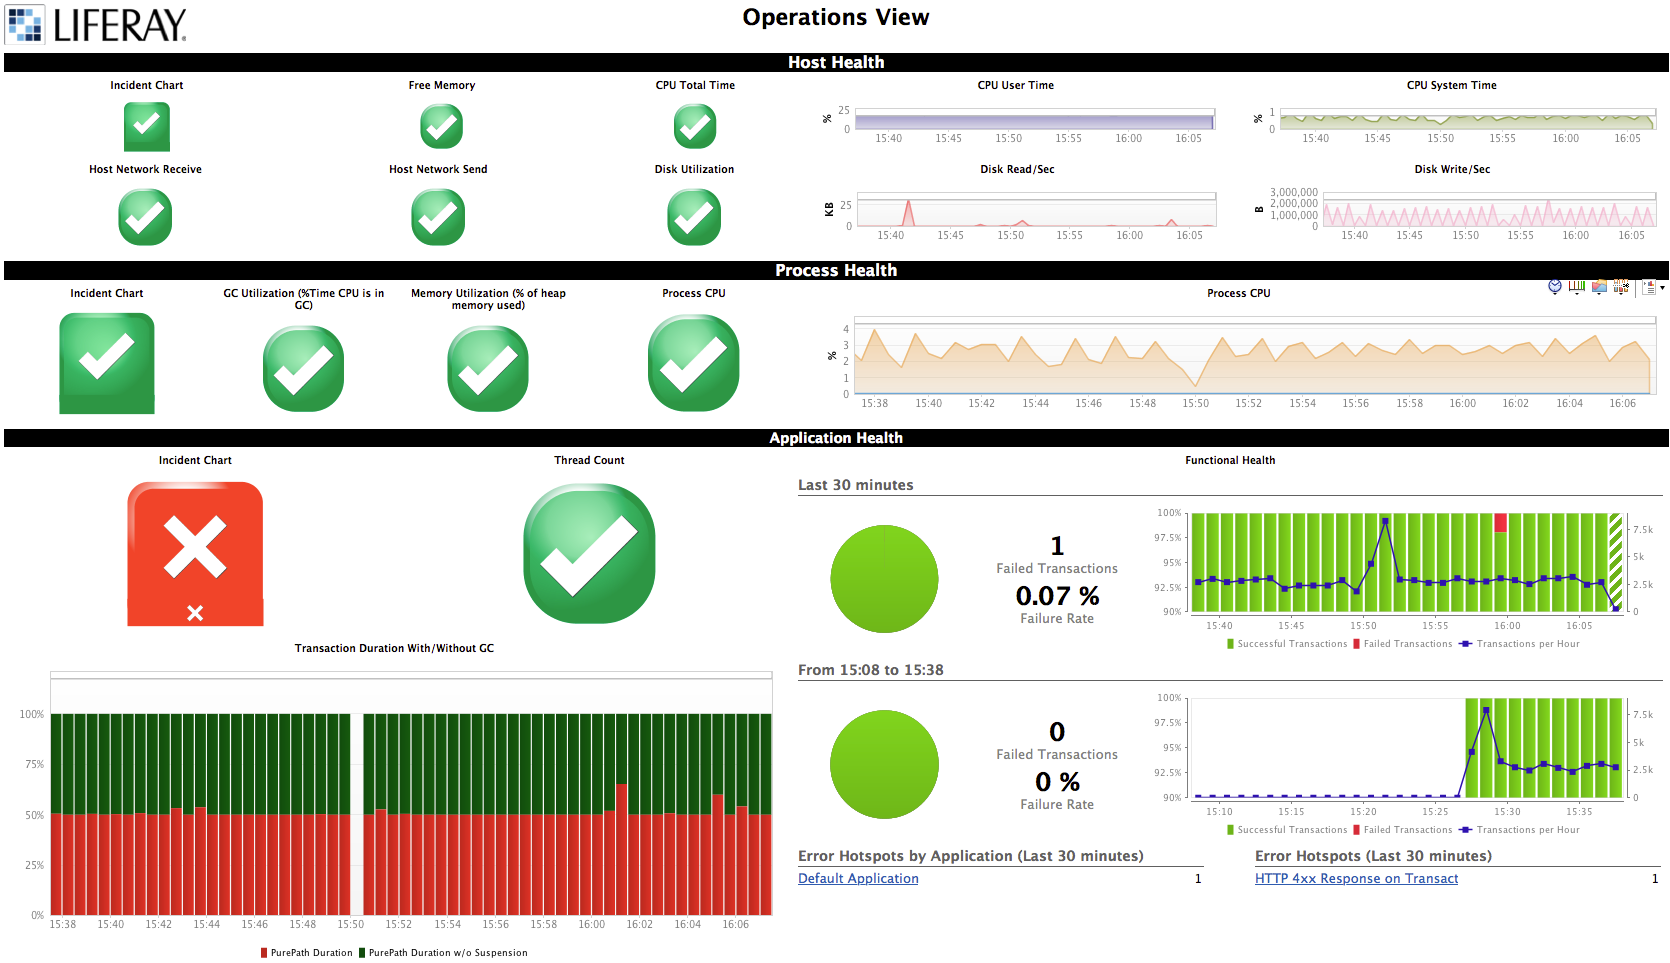 LIFERAY.
Operations View
Host Health
Incident Chart
Free Memory
CPU Total Time
CPU User Time
CPU System Time
25
0
%
15:40 15:45 15:50 15:55 16:00 16:05
1
0
%
15:40 15:45 15:50 15:55 16:00 16:05
Host Network Receive
Host Network Send
Disk Utilization
Disk Read/Sec
Disk Write/Sec
25
0
KB
15:40 15:45 15:50 15:55 16:00 16:05
3,000,000
2,000,000
1,000,000
0
B
15:40 15:45 15:50 15:55 16:00 16:05
Process Health
Incident Chart
GC Utilization (%Time CPU is in
GC)
Memory Utilization (% of heap
memory used)
Process CPU
Process CPU
4
3
2
1
0
%
15:38 15:40 15:42 15:44 15:46 15:48 15:50 15:52 15:54 15:56 15:58 16:00 16:02 16:04 16:06
Application Health
Incident Chart
Thread Count
Transaction Duration With/Without GC
100%
75%
50%
25%
0%
15:38 15:40 15:42 15:44 15:46 15:48 15:50 15:52 15:54 15:56 15:58 16:00 16:02 16:04 16:06
PurePath Duration PurePath Duration w/o Suspension
Functional Health
Last 30 minutes
1
Failed Transactions
0.07 %
Failure Rate
100%
97.5%
95%
92.5%
90%
7.5k
5k
2.5k
0
15:40 15:45 15:50 15:55 16:00 16:05
Successful Transactions Failed Transactions Transactions per Hour
From 15:08 to 15:38
0
Failed Transactions
0 %
Failure Rate
100%
97.5%
95%
92.5%
90%
7.5k
5k
2.5k
0
15:10 15:15 15:20 15:25 15:30 15:35
Successful Transactions Failed Transactions Transactions per Hour
Error Hotspots by Application (Last 30 minutes)
Default Application 1
Error Hotspots (Last 30 minutes)
HTTP 4xx Response on Transact 1